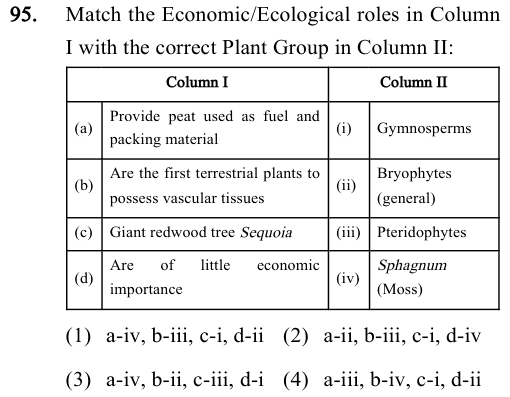 95. Match the Economic/Ecological roles in Column
I with the correct Plant Group in Column II:
Column I Column II
(a) Provide peat used as fuel and packing material (i) Gymnosperms
(b) Are the first terrestrial plants to possess vascular tissues (ii) Bryophytes (general)
(c) Giant redwood tree Sequoia (iii) Pteridophytes
(d) Are of little economic importance (iv) Sphagnum (Moss)
(1) a-iv, b-iii, c-i, d-ii (2) a-ii, b-iii, c-i, d-iv
(3) a-iv, b-ii, c-iii, d-i (4) a-iii, b-iv, c-i, d-ii